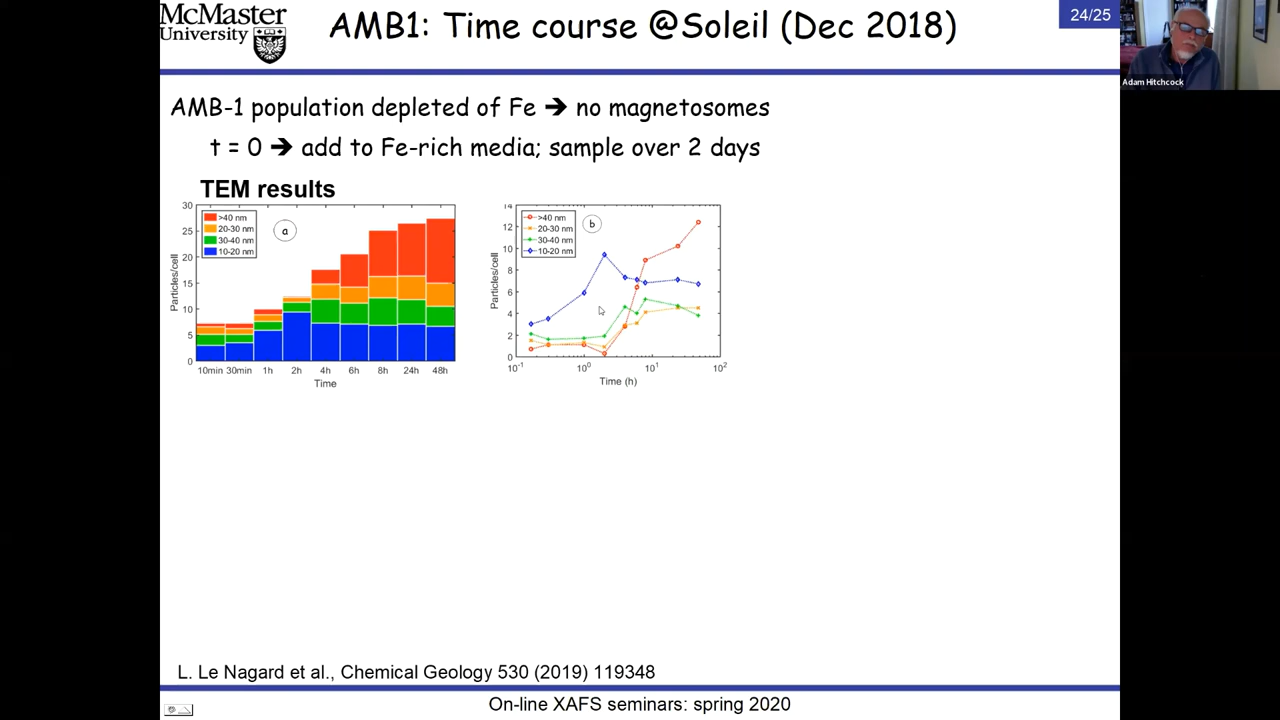 McMaster
University
AMB1: Time course @Soleil (Dec 2018)
24/25
Adam Hitchcock
AMB-1 population depleted of Fe ➔ no magnetosomes
t = 0 ➔ add to Fe-rich media; sample over 2 days
TEM results
30
25
20
15
10
5
0
Particles/cell
>40 nm
20-30 nm
30-40 nm
10-20 nm
a
10min 30min 1h 2h 4h 6h 8h 24h 48h
Time
14
12
10
8
6
4
2
0
Particles/cell
>40 nm
20-30 nm
30-40 nm
10-20 nm
b
10-1 100 101 102
Time (h)
L. Le Nagard et al., Chemical Geology 530 (2019) 119348
On-line XAFS seminars: spring 2020